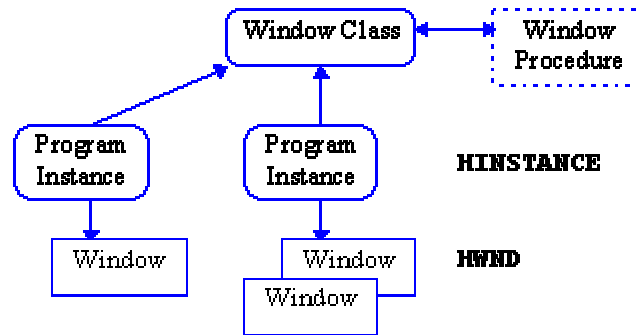 Window Class
Window
Procedure
Program
Instance
Program
Instance
HINSTANCE
Window
Window
HWND
Window